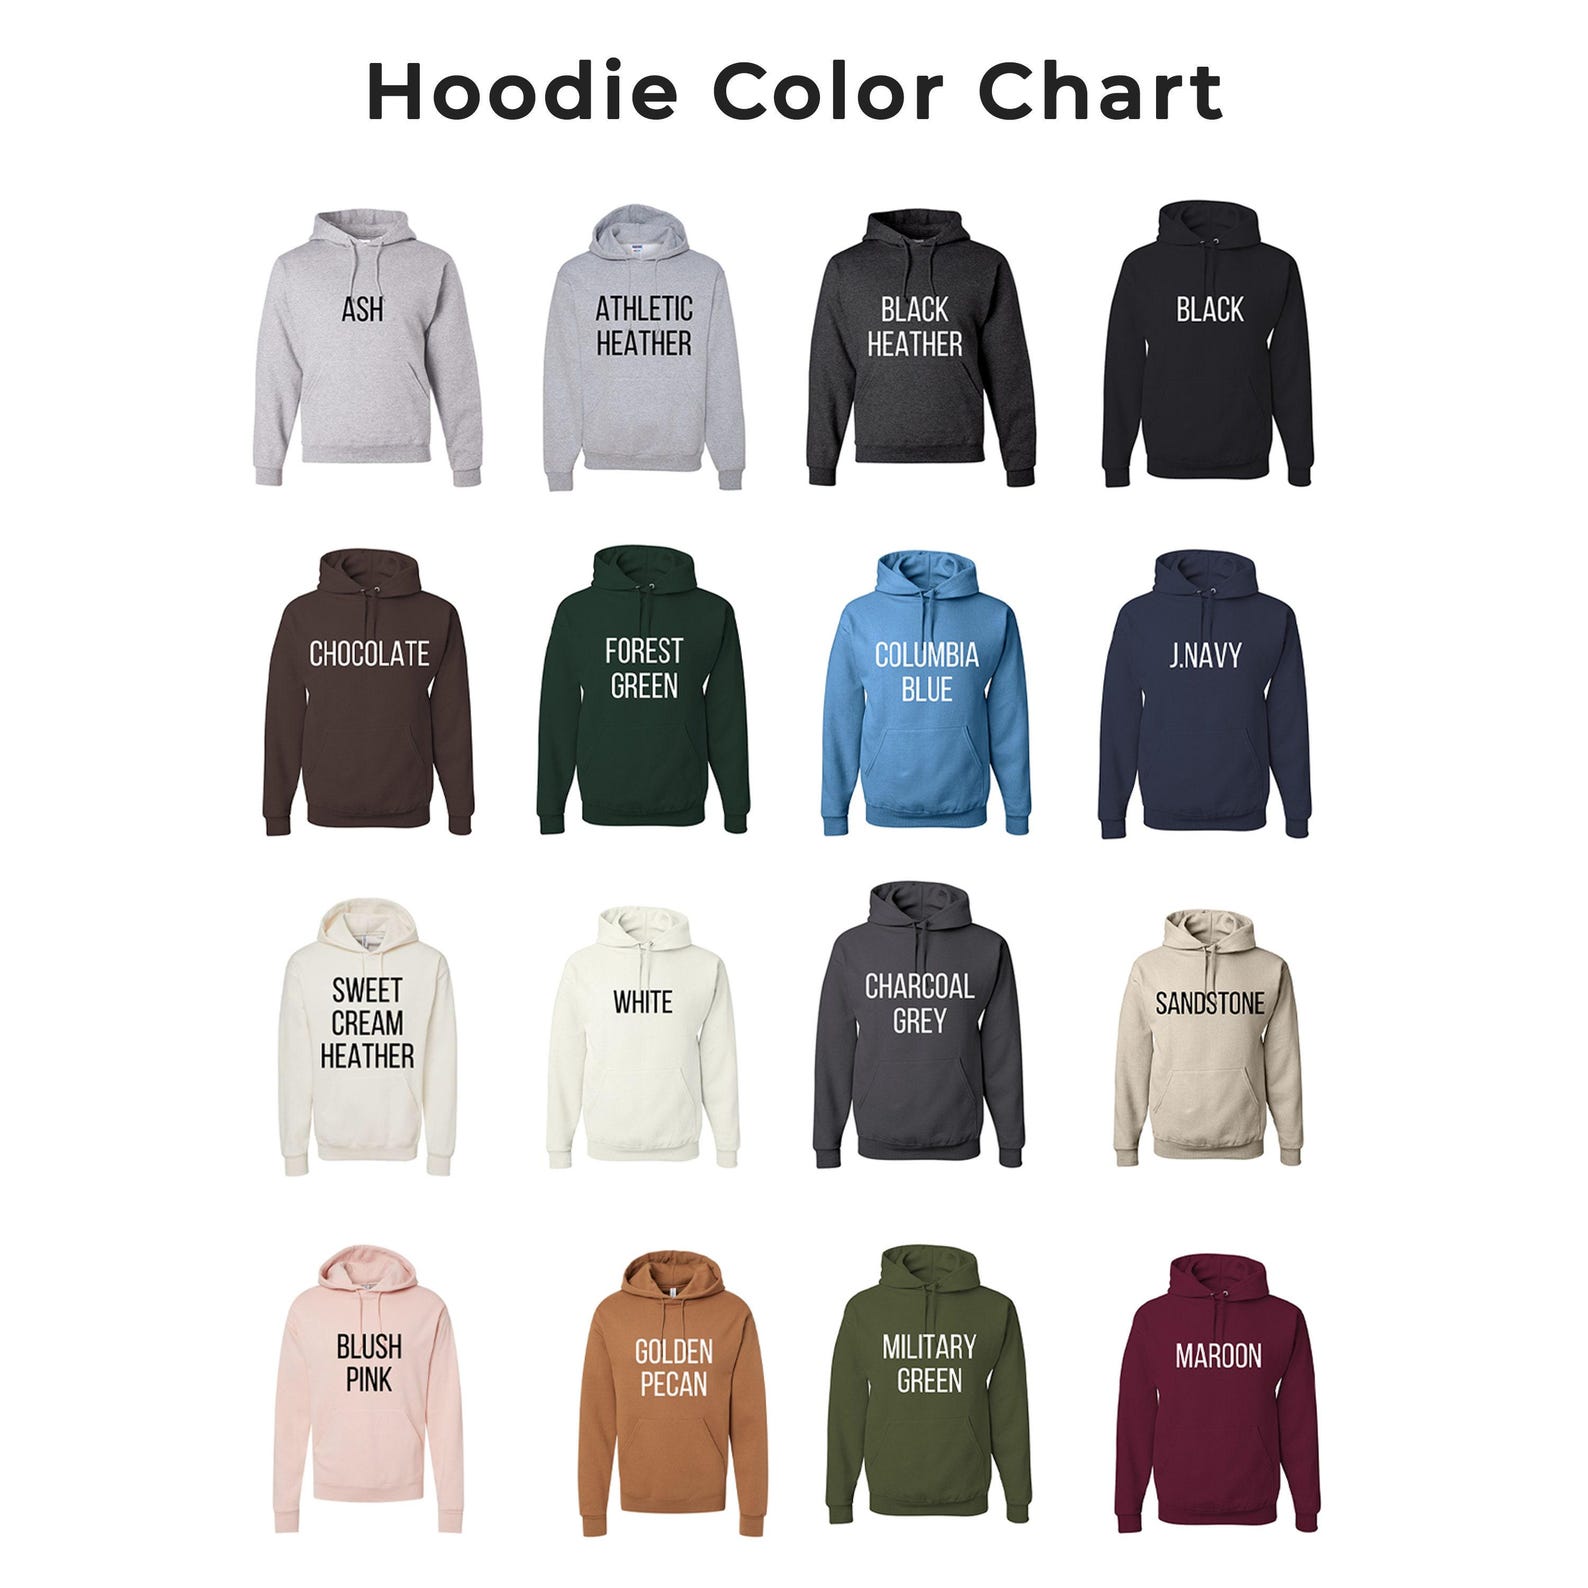 Hoodie Color Chart
ASH
ATHLETIC
HEATHER
BLACK
HEATHER
BLACK
CHOCOLATE
FOREST
GREEN
COLUMBIA
BLUE
J.NAVY
SWEET
CREAM
HEATHER
WHITE
CHARCOAL
GREY
SANDSTONE
BLUSH
PINK
GOLDEN
PECAN
MILITARY
GREEN
MAROON